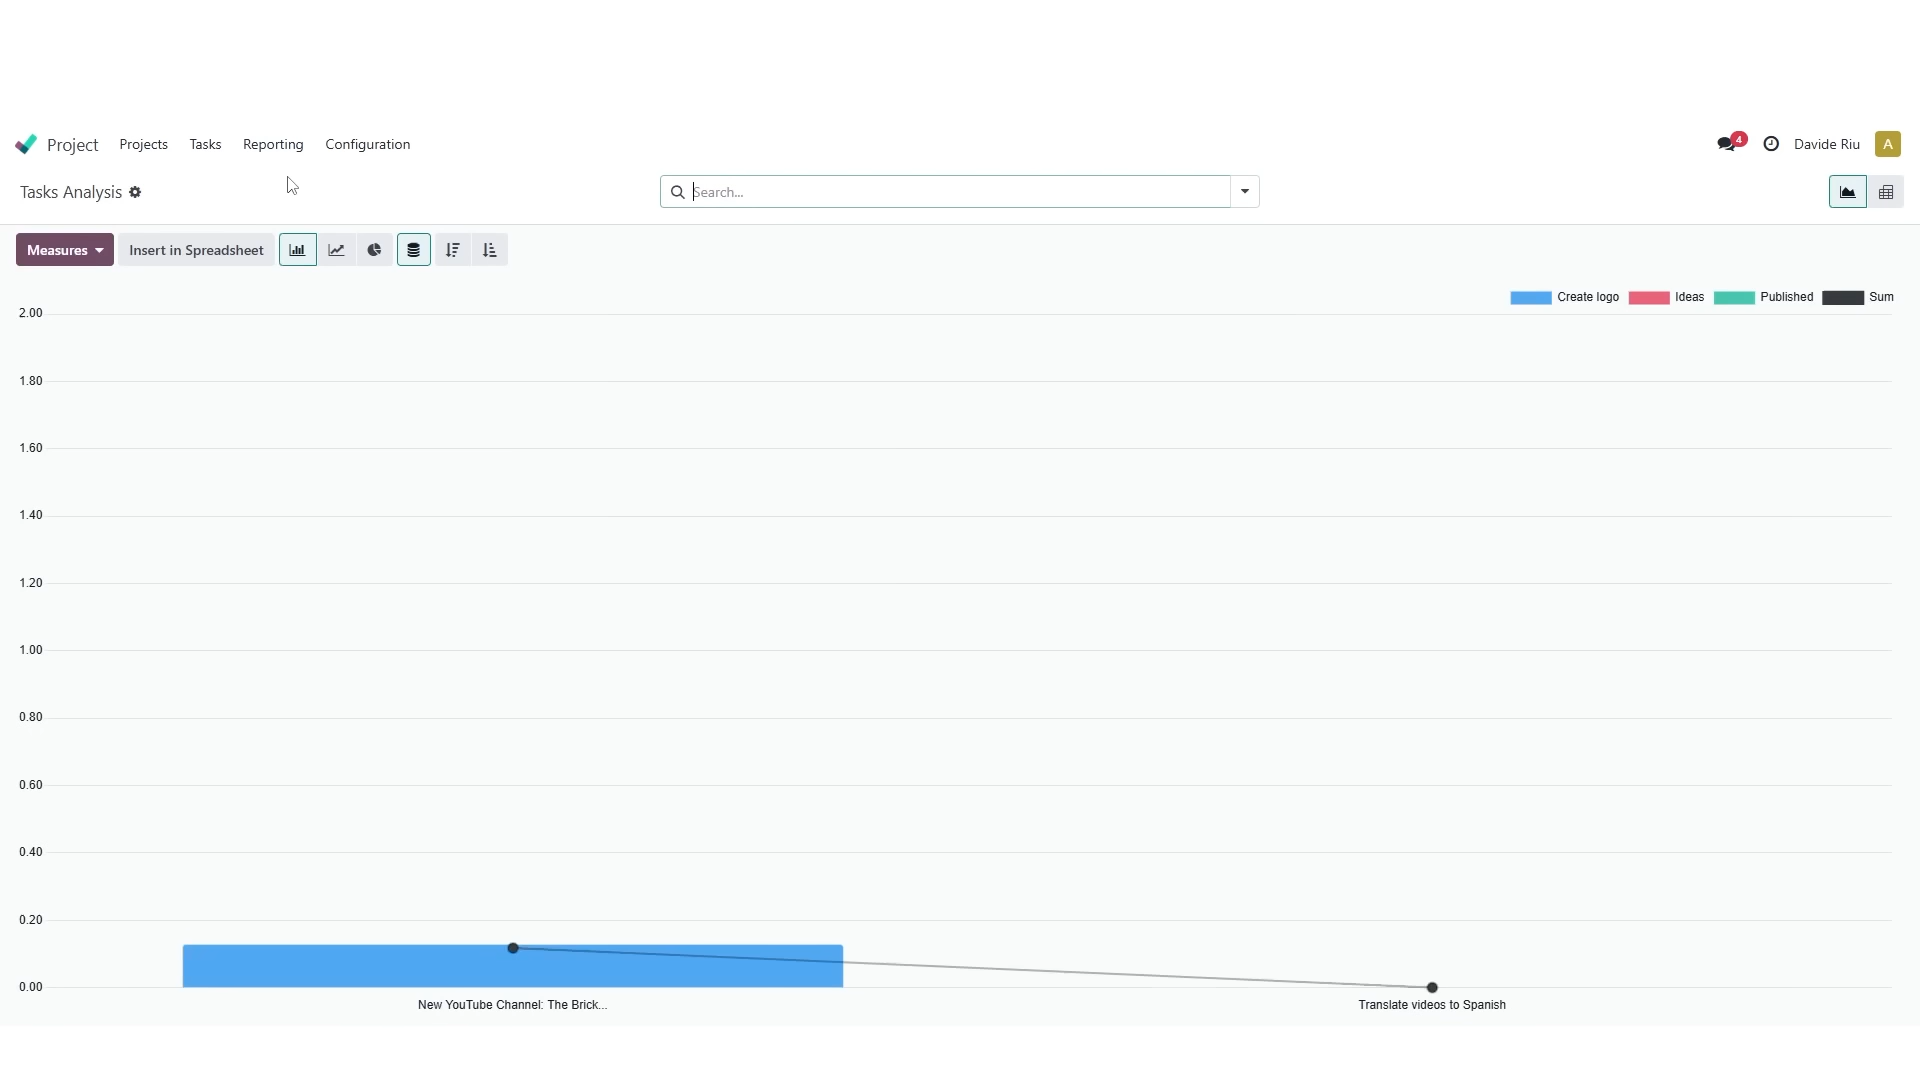 Project Projects Tasks Reporting Configuration 4 Davide Riu A
Tasks Analysis Search...
Measures Insert in Spreadsheet
Create logo Ideas Published Sum
2.00
1.80
1.60
1.40
1.20
1.00
0.80
0.60
0.40
0.20
0.00
New YouTube Channel: The Brick... Translate videos to Spanish